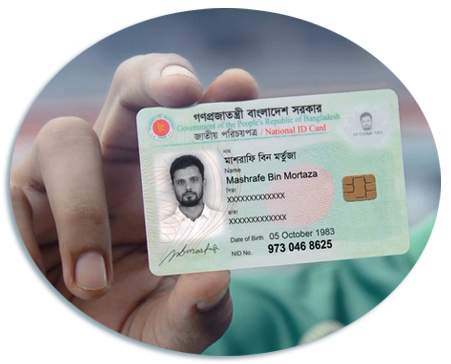 গণপ্রজাতন্ত্রী বাংলাদেশ সরকার
Government of the People's Republic of Bangladesh
জাতীয় পরিচয়পত্র / National ID Card
নাম
মাশরাফি বিন মর্তুজা
Name
Mashrafe Bin Mortaza
পিতা
XXXXXXXXXXXXX
মাতা
XXXXXXXXXXXXX
Date of Birth 05 October 1983
NID No. 973 046 8625